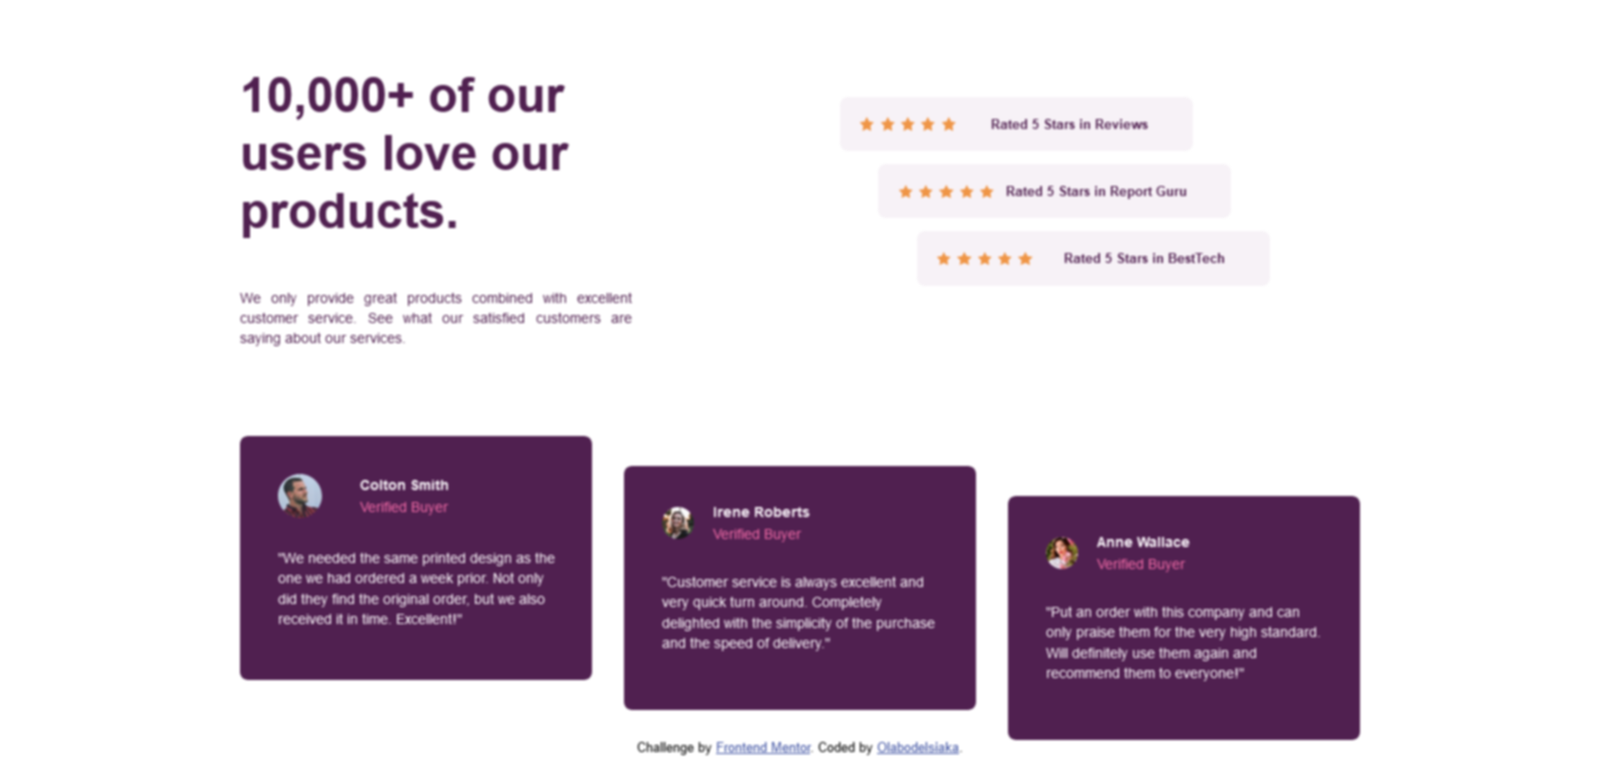 10,000+ of our
users love our
products.
We only provide great products combined with excellent
customer service. See what our satisfied customers are
saying about our services.
Rated 5 Stars in Reviews
Rated 5 Stars in Report Guru
Rated 5 Stars in BestTech
Colton Smith
Verified Buyer
"We needed the same printed design as the
one we had ordered a week prior. Not only
did they find the original order, but we also
received it in time. Excellent!"
Irene Roberts
Verified Buyer
"Customer service is always excellent and
very quick turn around. Completely
delighted with the simplicity of the purchase
and the speed of delivery."
Anne Wallace
Verified Buyer
"Put an order with this company and can
only praise them for the very high standard.
Will definitely use them again and
recommend them to everyone!"
Challenge by Frontend Mentor. Coded by Olabodelsiaka.